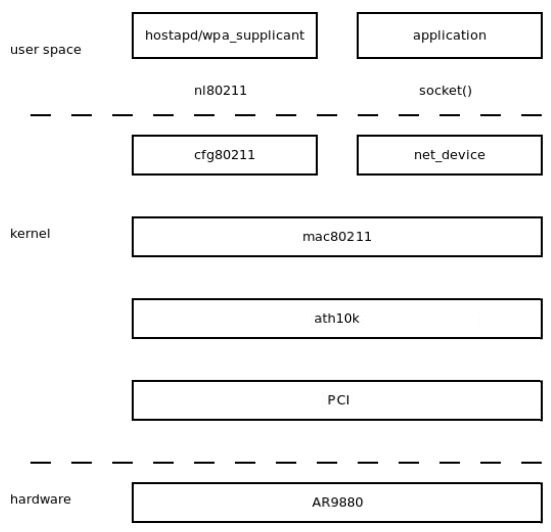 hostapd/wpa_supplicant
application
user space
nl80211
socket()
cfg80211
net_device
kernel
mac80211
ath10k
PCI
hardware
AR9880